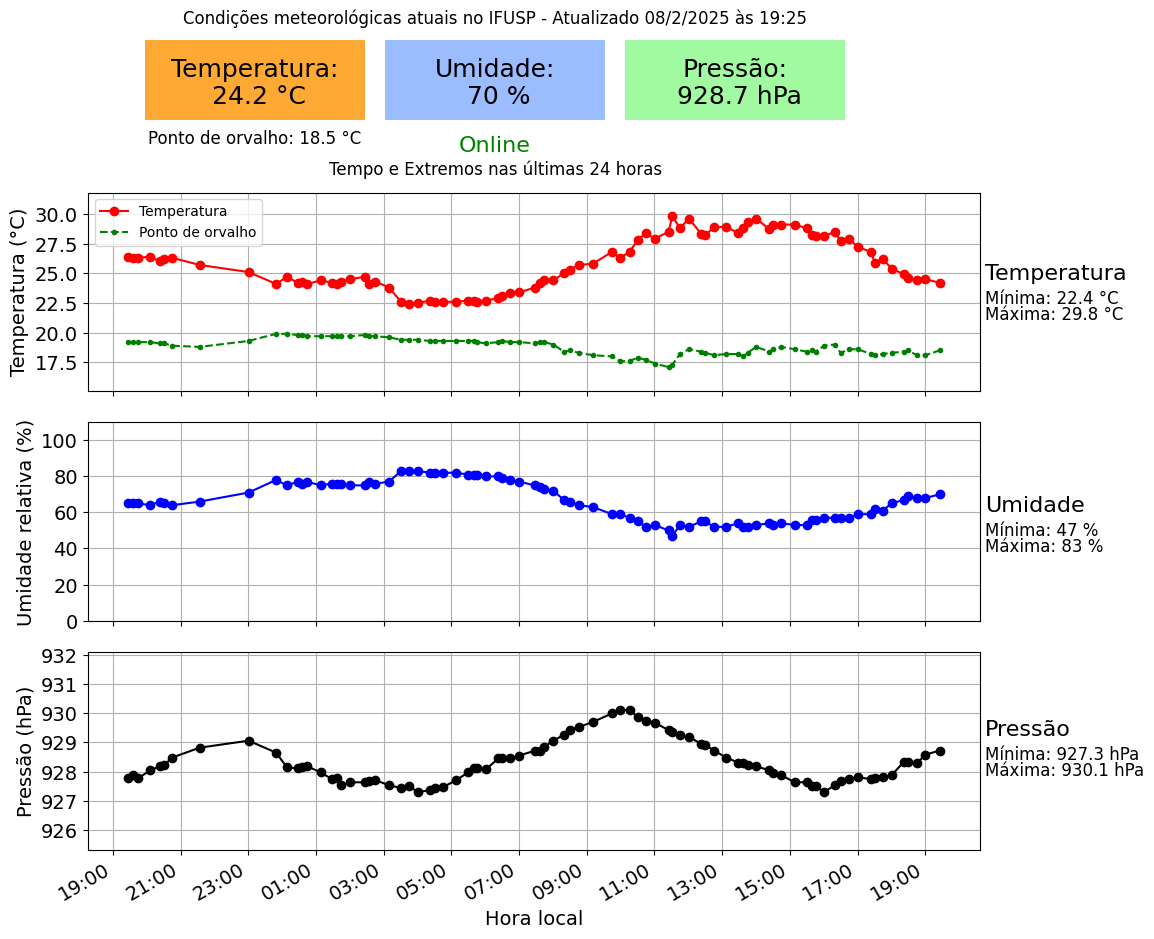 Condições meteorológicas atuais no IFUSP - Atualizado 08/2/2025 às 19:25
Temperatura:
24.2 °C
Umidade:
70 %
Pressão:
928.7 hPa
Ponto de orvalho: 18.5 °C
Online
Tempo e Extremos nas últimas 24 horas
Temperatura (°C)
30.0
27.5
25.0
22.5
20.0
17.5
Temperatura
Ponto de orvalho
Temperatura
Mínima: 22.4 °C
Máxima: 29.8 °C
Umidade relativa (%)
100
80
60
40
20
0
Umidade
Mínima: 47 %
Máxima: 83 %
Pressão (hPa)
932
931
930
929
928
927
926
Pressão
Mínima: 927.3 hPa
Máxima: 930.1 hPa
19:00 21:00 23:00 01:00 03:00 05:00 07:00 09:00 11:00 13:00 15:00 17:00 19:00
Hora local